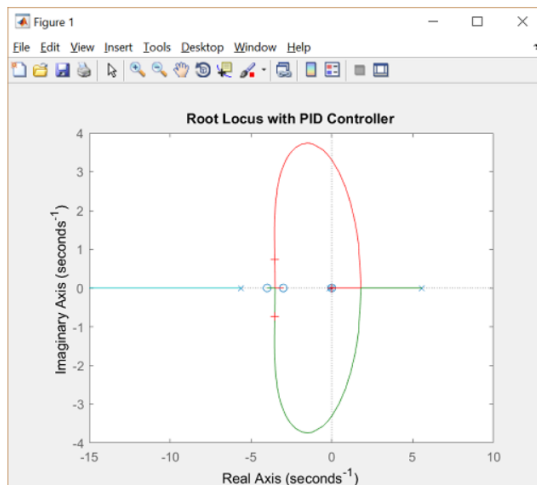 Figure 1
File Edit View Insert Tools Desktop Window Help
Root Locus with PID Controller
Imaginary Axis (seconds⁻¹)
4
3
2
1
0
-1
-2
-3
-4
-15 -10 -5 0 5 10
Real Axis (seconds⁻¹)